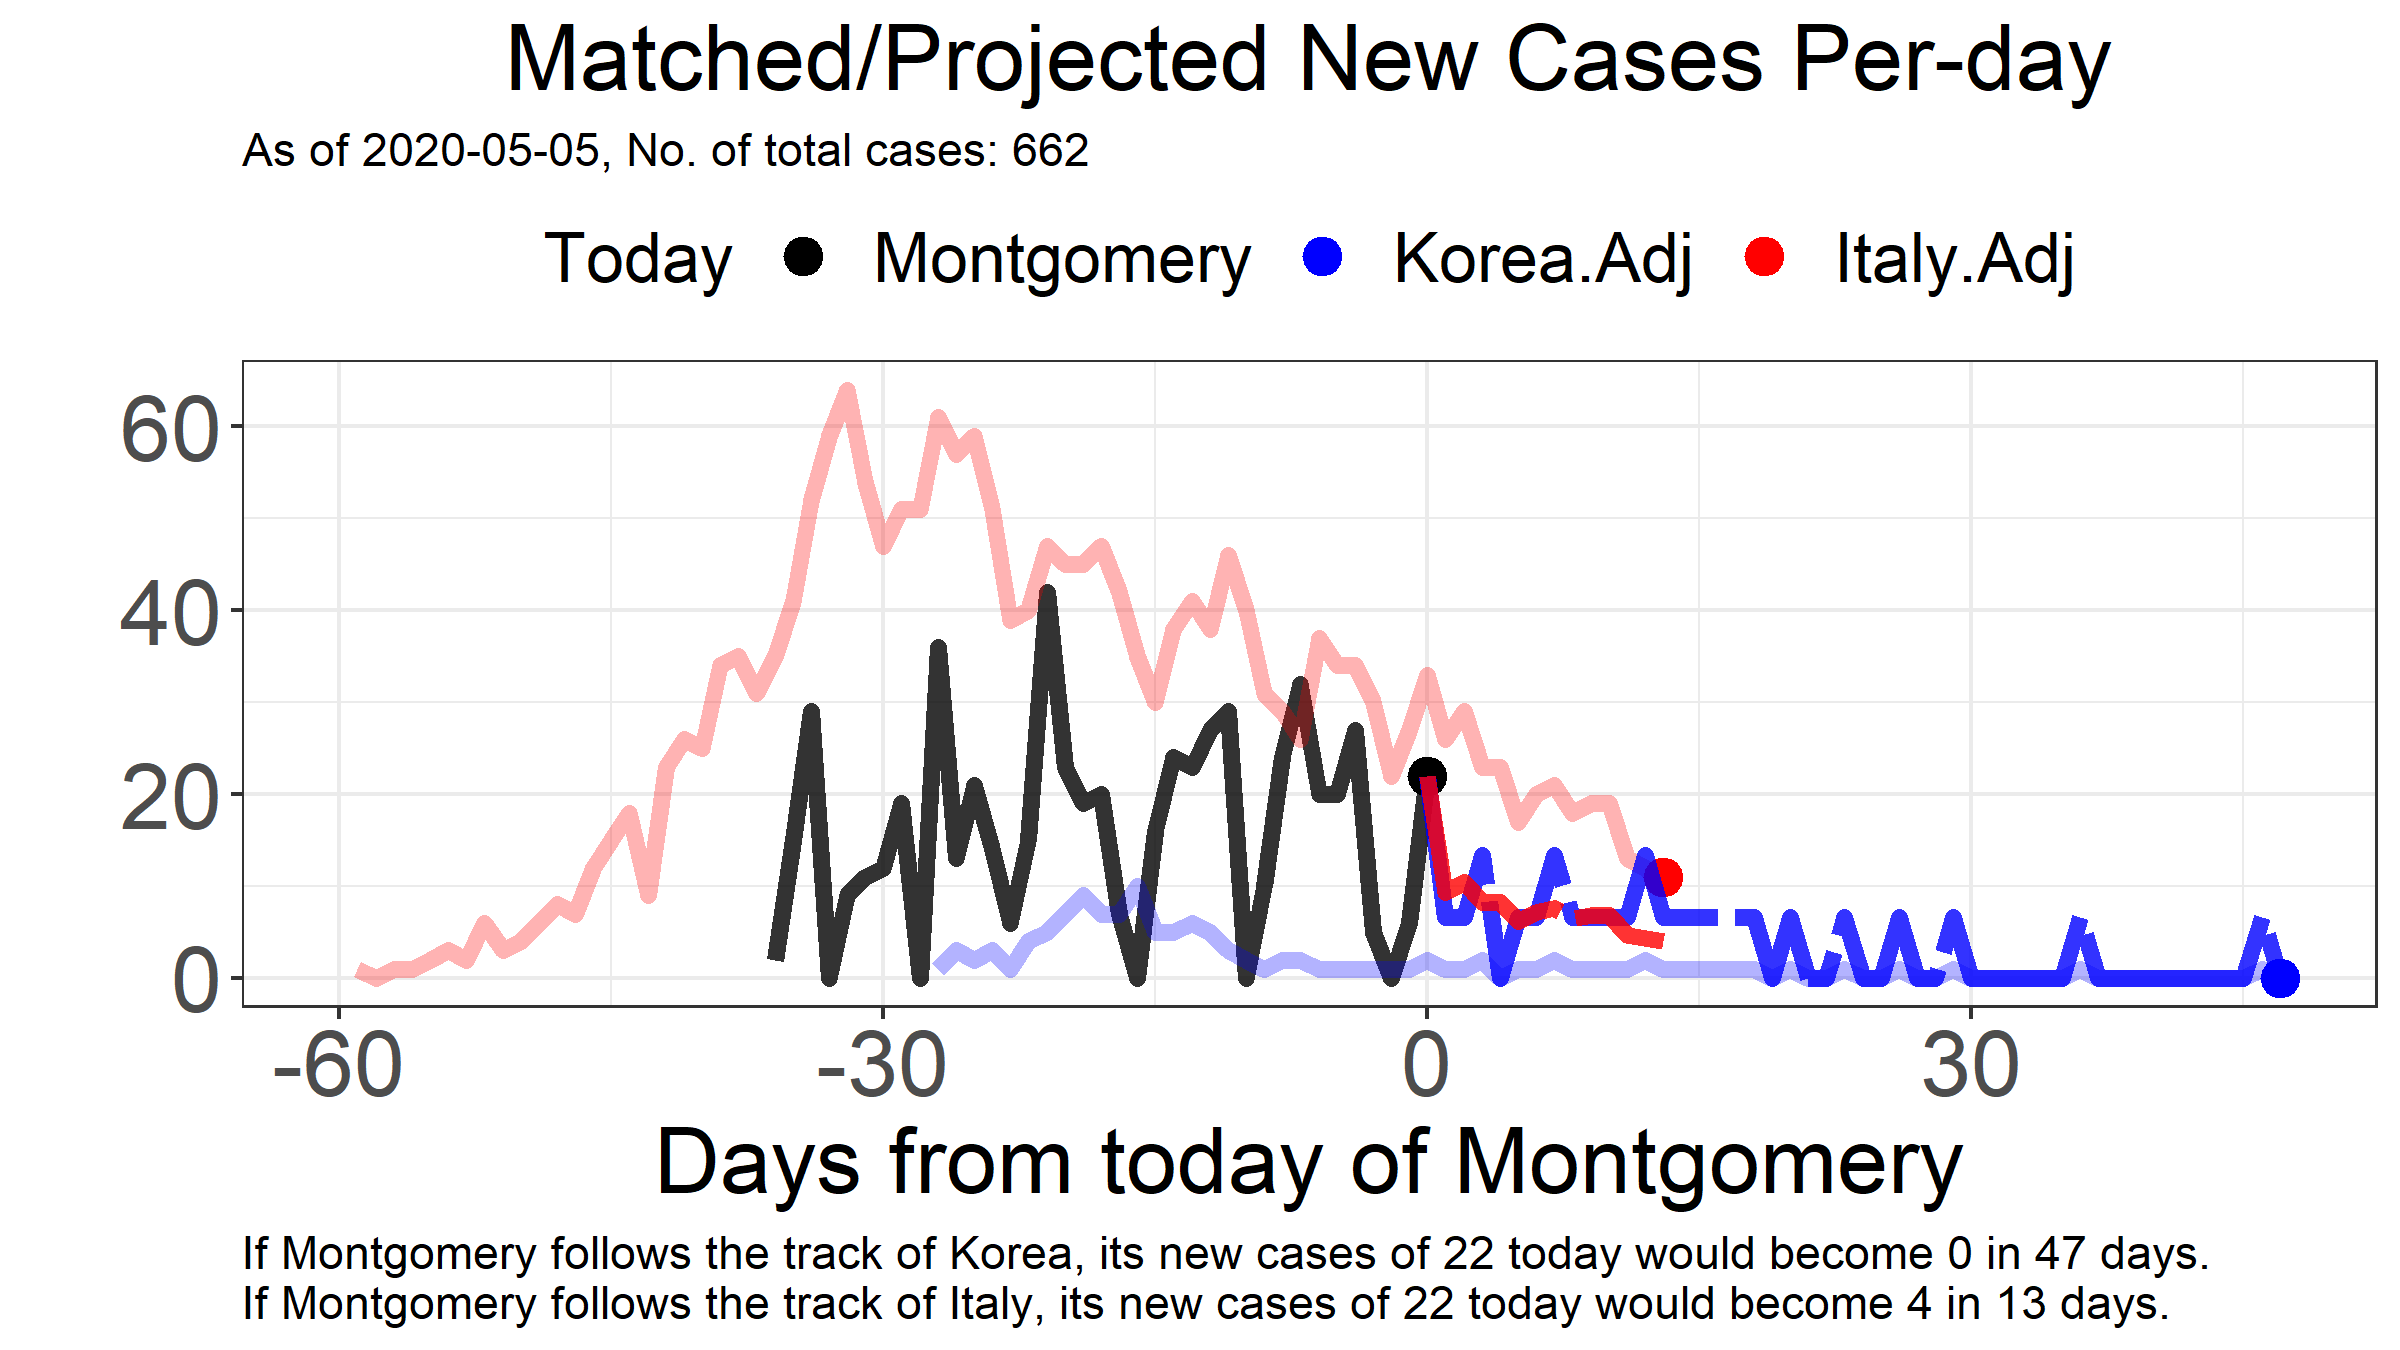 Matched/Projected New Cases Per-day
As of 2020-05-05, No. of total cases: 662
Today Montgomery Korea.Adj Italy.Adj
60
40
20
0
-60 -30 0 30
Days from today of Montgomery
If Montgomery follows the track of Korea, its new cases of 22 today would become 0 in 47 days.
If Montgomery follows the track of Italy, its new cases of 22 today would become 4 in 13 days.